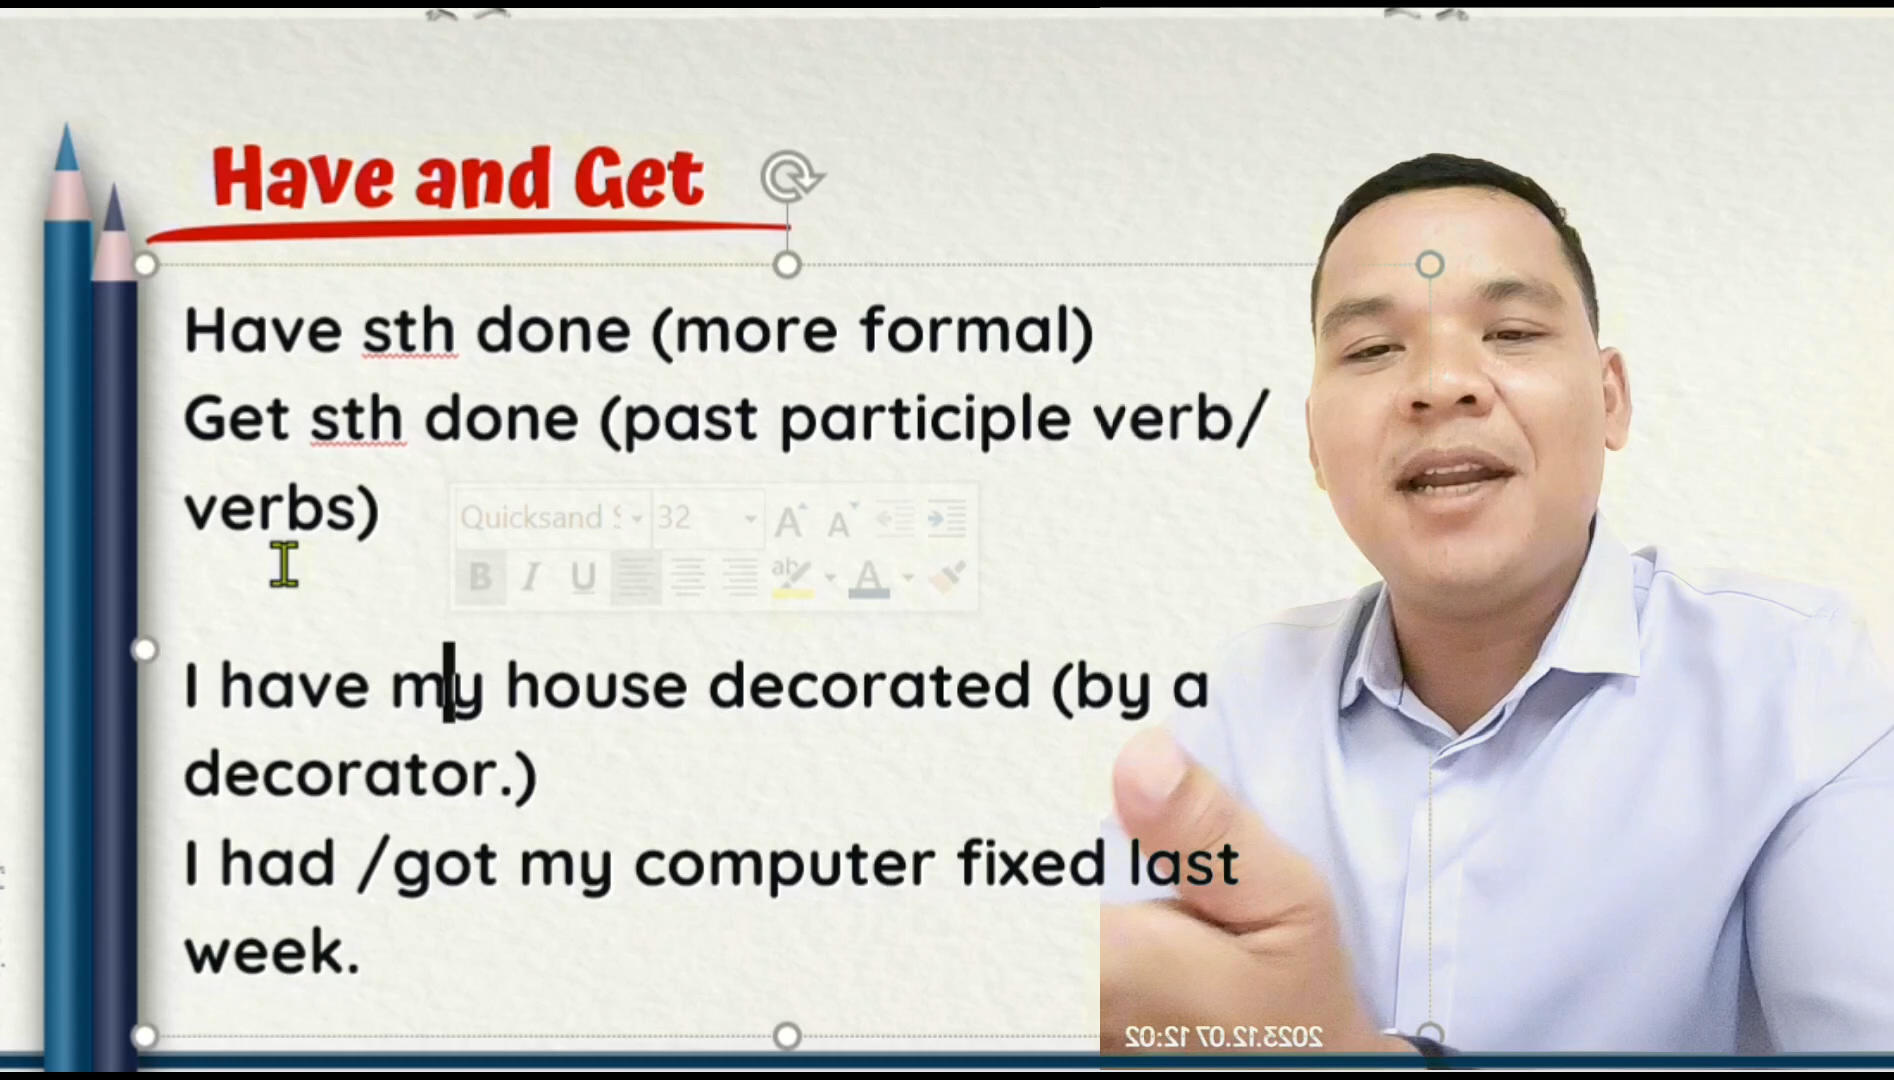 Have and Get
Have sth done (more formal)
Get sth done (past participle verb/
verbs)
Quicksand S
32
A A
B I U ab A
I have my house decorated (by a
decorator.)
I had /got my computer fixed last
week.
2023.12.07 12:02